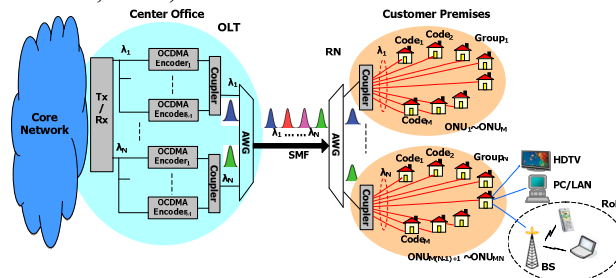 Center Office
Customer Premises
OLT
RN
Core
Network
Tx
/
Rx
λ1
OCDMA
Encoder1
OCDMA
Coupler
λ1
λN
OCDMA
Encoder1
OCDMA
Coupler
λN
AWG
λ1 ...... λN
SMF
AWG
Coupler
λ1
Code1
Code2
Group1
CodeM
ONU1~ONUM
Coupler
λN
Code1
Code2
GroupN
CodeM
ONUM(N-1)+1 ~ONUMN
HDTV
PC/LAN
BS